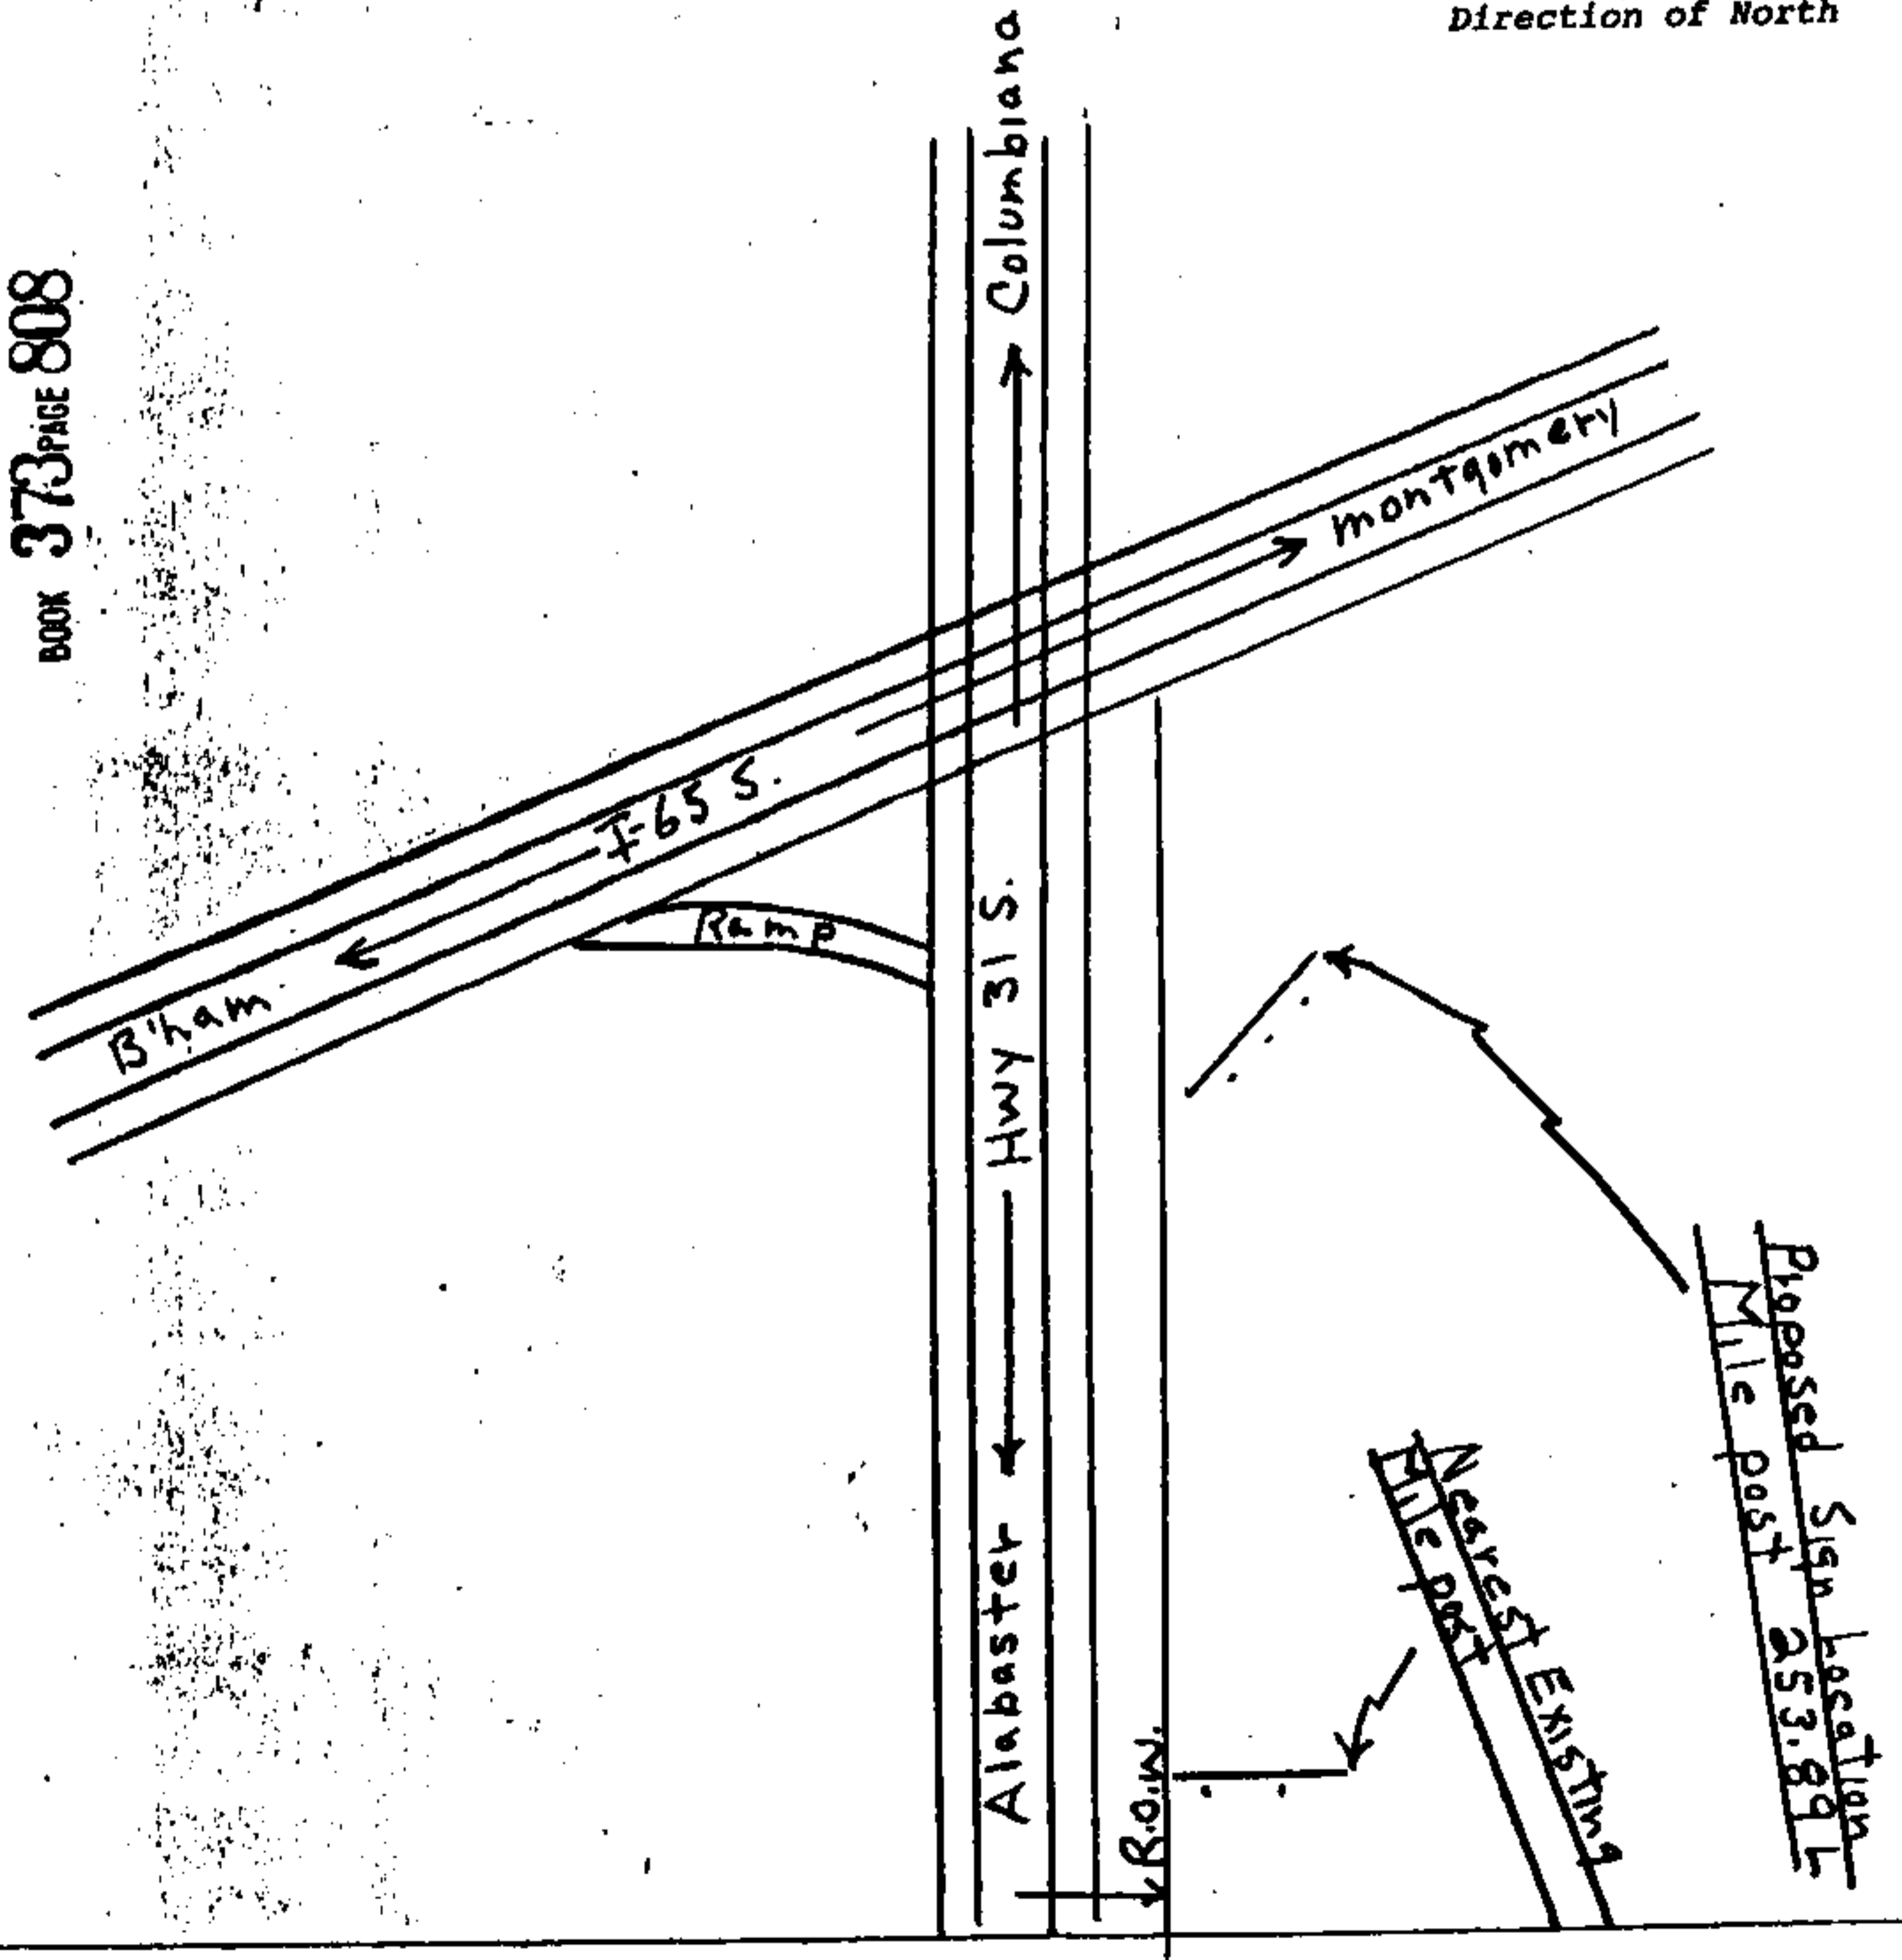 Direction of North
BOOK 373 PAGE 808
Columbiana
montgomery
I-65 S.
Ramp
B'ham.
Hwy 31 S.
Alabaster
R.O.W.
Nearest Existing
Mile post
Proposed Sign Location
Mile post 253.89L